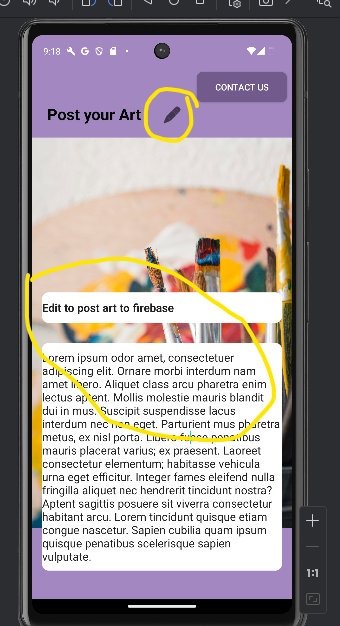 9:18
CONTACT US
Post your Art
Edit to post art to firebase
Lorem ipsum odor amet, consectetuer
adipiscing elit. Ornare morbi interdum nam
amet libero. Aliquet class arcu pharetra enim
lectus aptent. Mollis molestie mauris blandit
dui in mus. Suscipit suspendisse lacus
interdum nec non eget. Parturient mus pharetra
metus, ex nisl porta. Libero fusce penatibus
mauris placerat varius; ex praesent. Laoreet
consectetur elementum; habitasse vehicula
urna eget efficitur. Integer fames eleifend nulla
fringilla aliquet nec hendrerit tincidunt nostra?
Aptent sagittis posuere sit viverra consectetur
habitant arcu. Lorem tincidunt quisque etiam
congue nascetur. Sapien cubilia quam ipsum
quisque penatibus scelerisque sapien
vulputate.
1:1